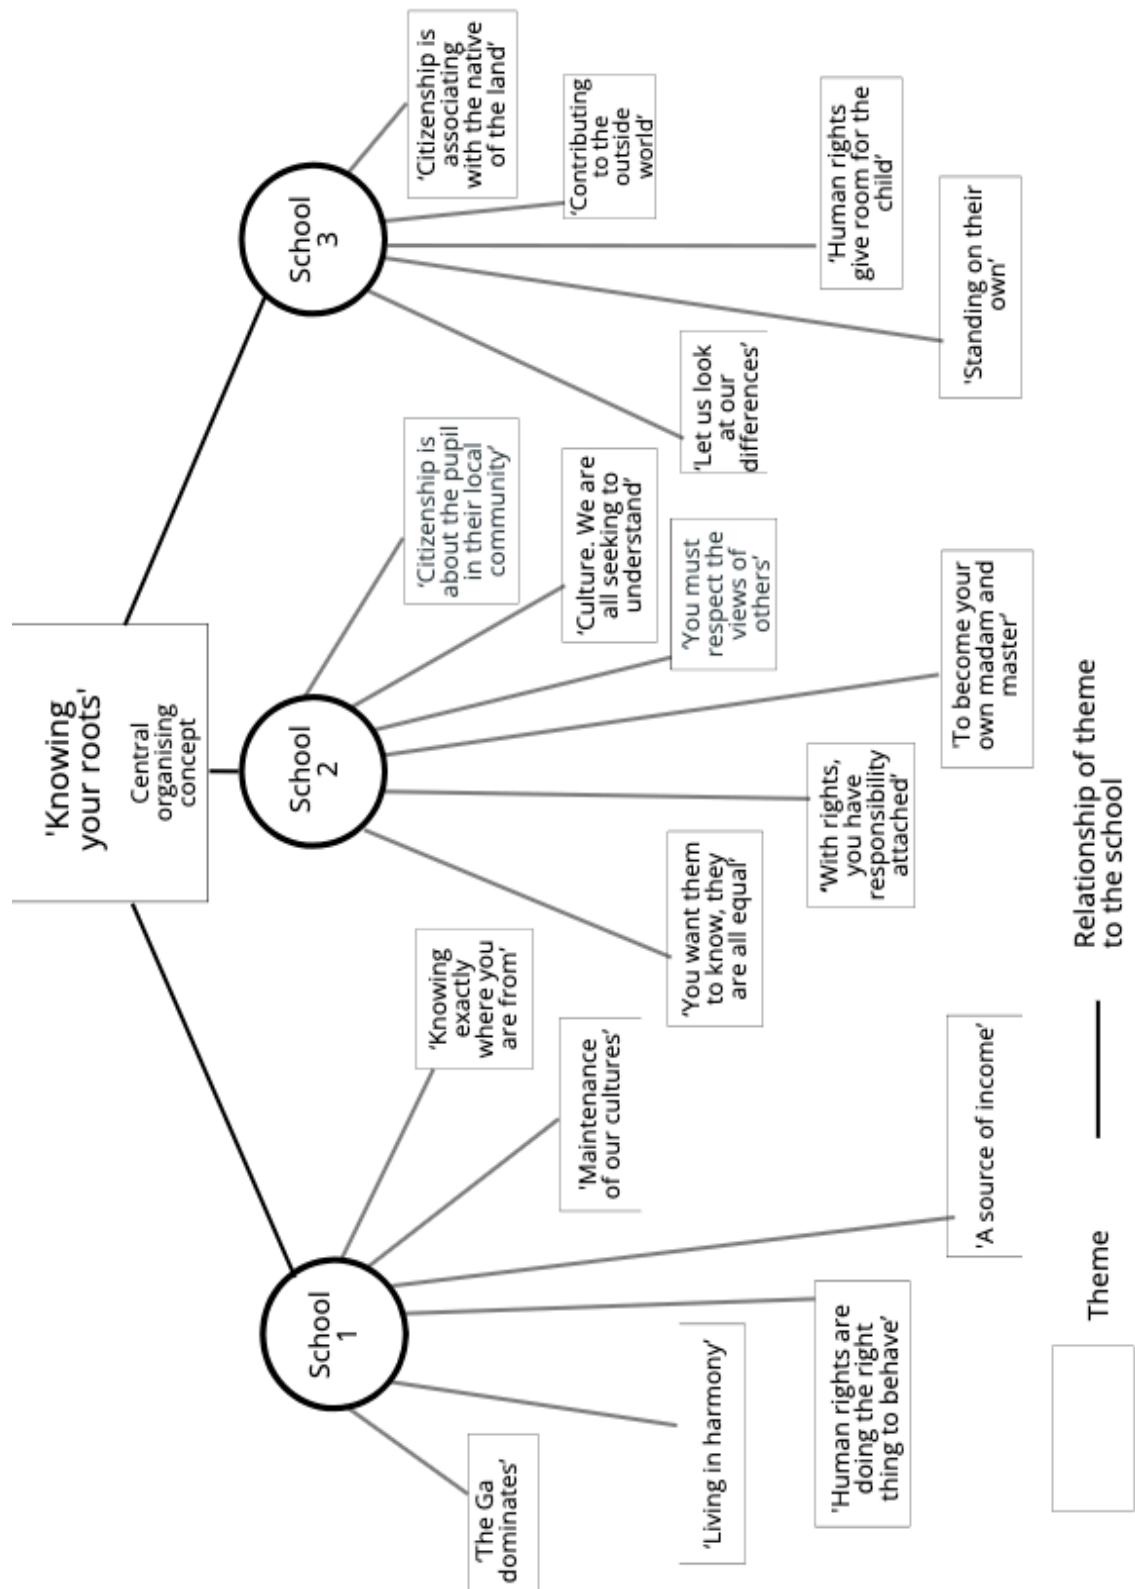 'Knowing
your roots'
Central
organising
concept
School
1
School
2
School
3
'The Ga
dominates'
'Living in harmony'
'Human rights are
doing the right
thing to behave'
'A source of income'
'Maintenance
of our cultures'
'Knowing
exactly
where you
are from'
'You want them
to know, they
are all equal'
'With rights,
you have
responsibility
attached'
'To become your
own madam and
master'
'You must
respect the
views of
others'
'Culture. We are
all seeking to
understand'
'Citizenship is
about the pupil
in their local
community'
'Let us look
at our
differences'
'Standing on their
own'
'Human rights
give room for the
child'
'Contributing
to the
outside
world'
'Citizenship is
associating
with the native
of the land'
Theme
Relationship of theme
to the school